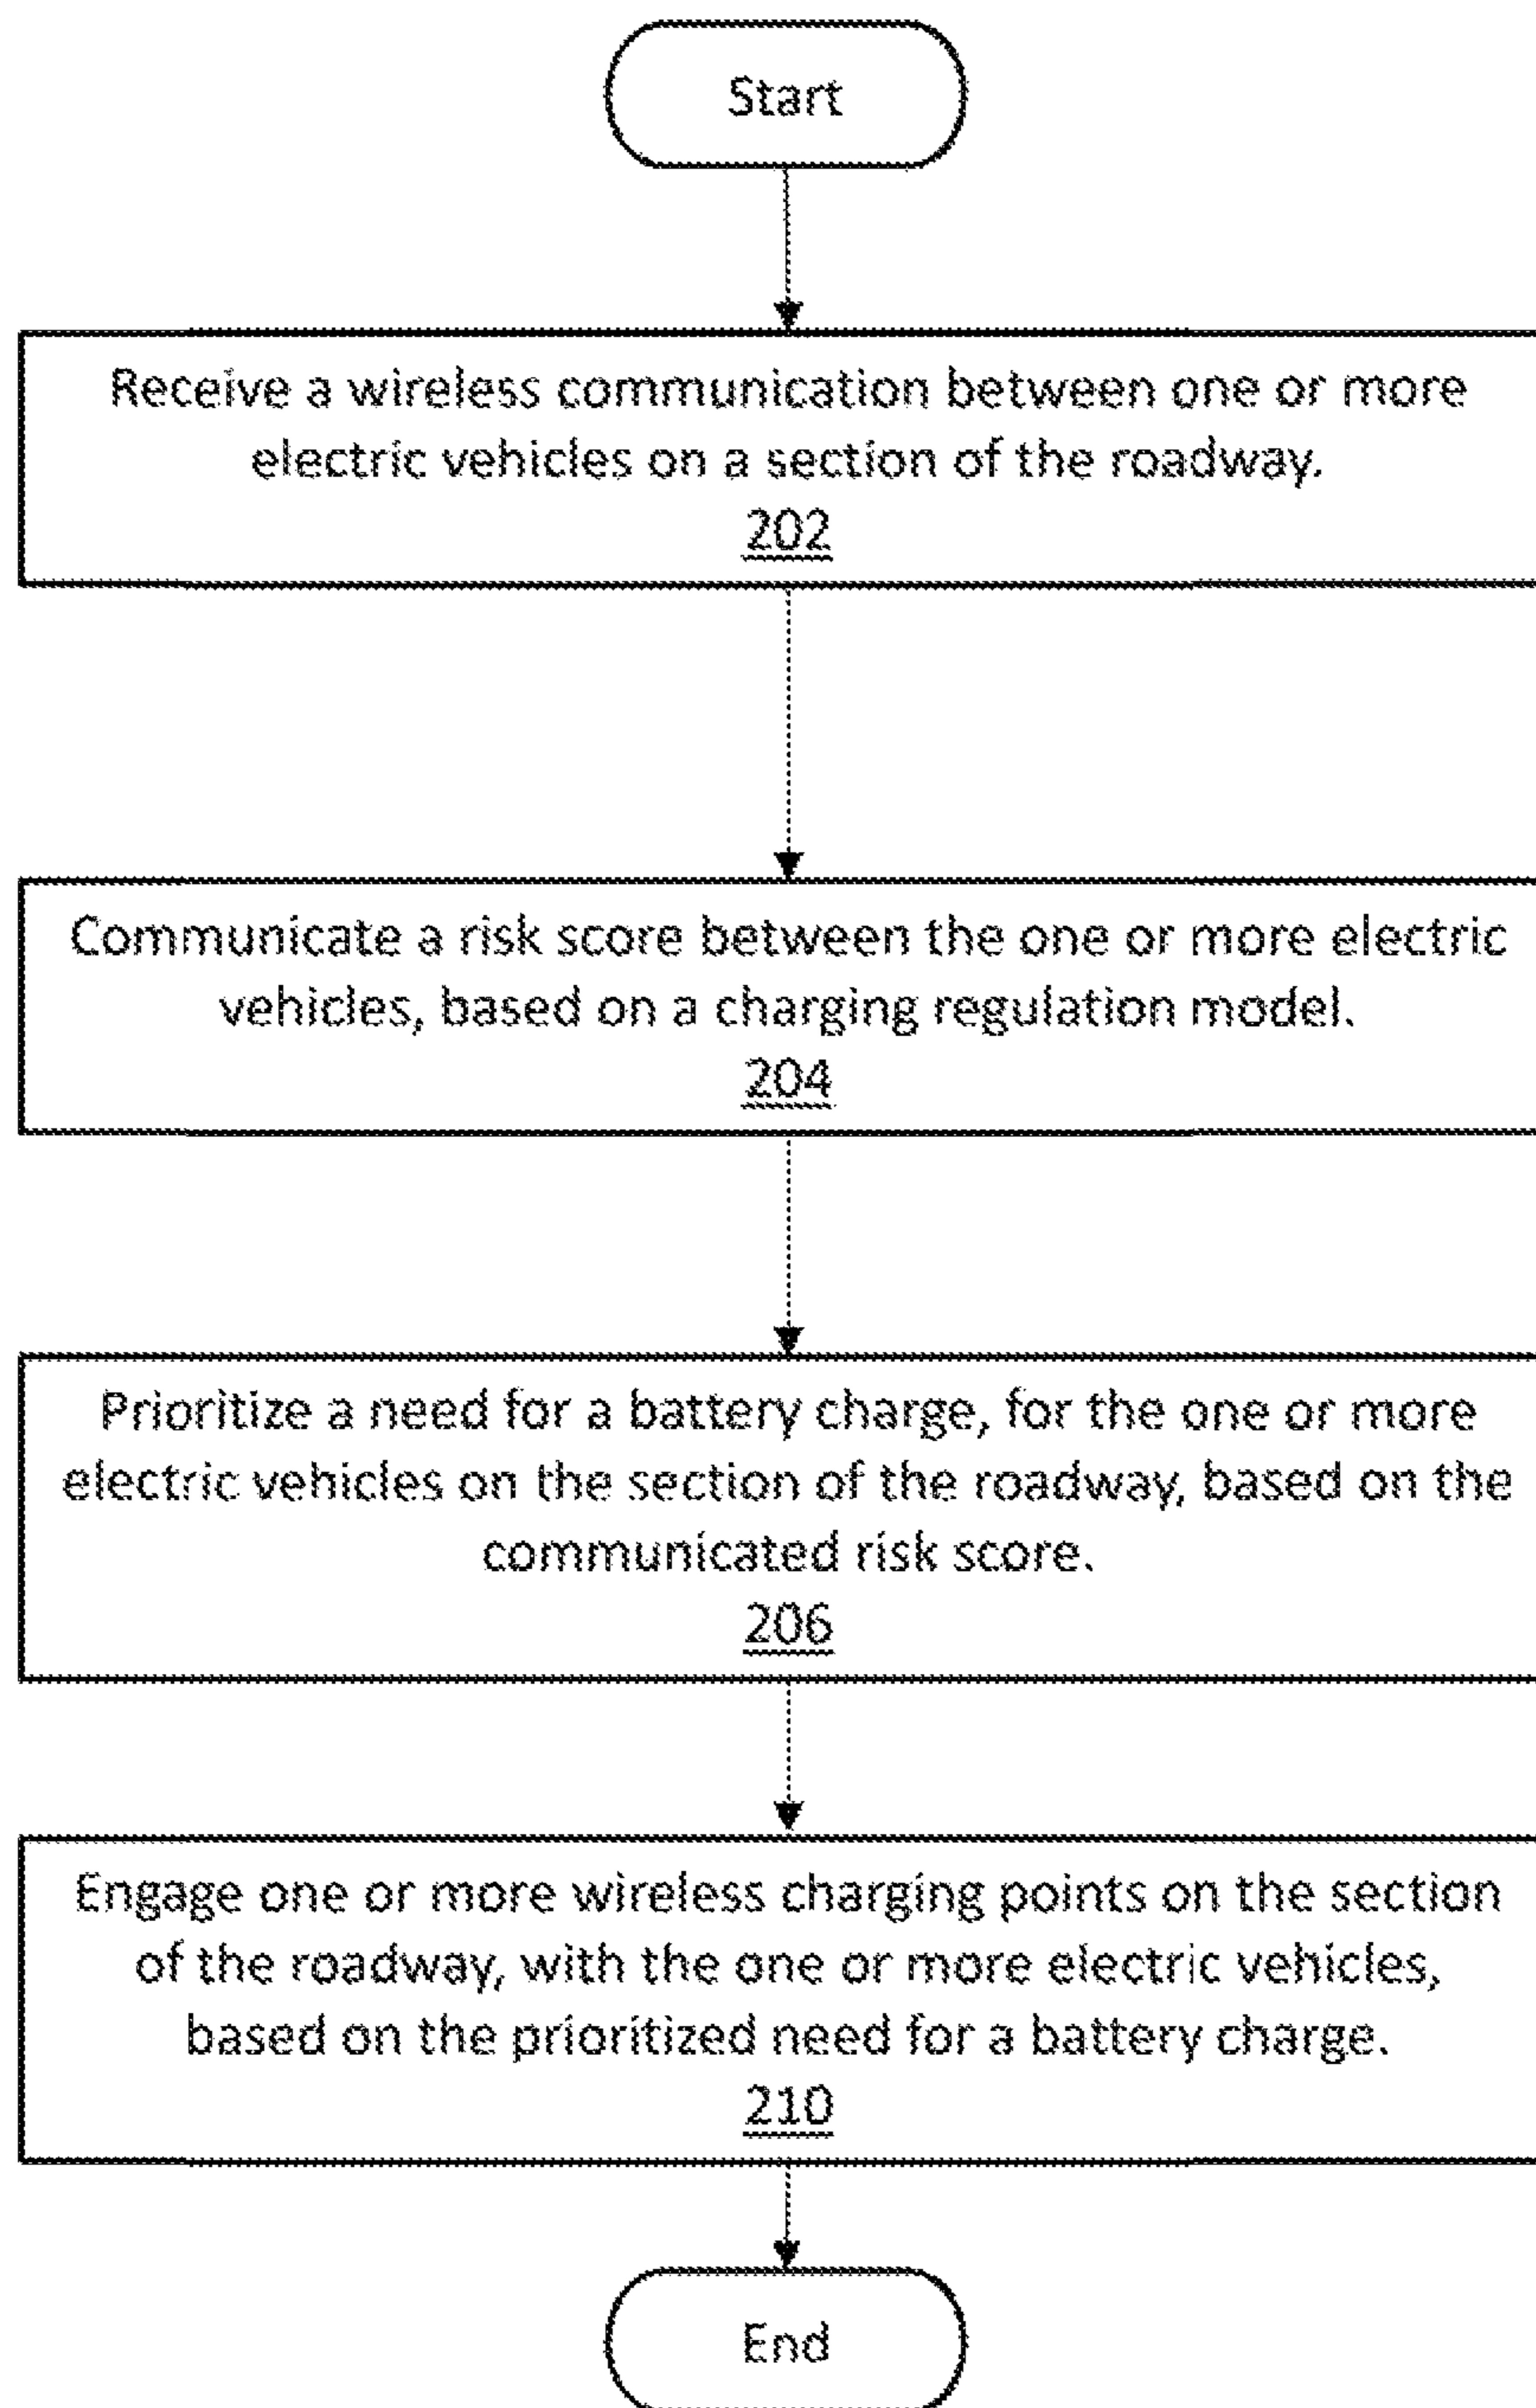 Start
Receive a wireless communication between one or more
electric vehicles on a section of the roadway.
202
Communicate a risk score between the one or more electric
vehicles, based on a charging regulation model.
204
Prioritize a need for a battery charge, for the one or more
electric vehicles on the section of the roadway, based on the
communicated risk score.
206
Engage one or more wireless charging points on the section
of the roadway, with the one or more electric vehicles,
based on the prioritized need for a battery charge.
210
End